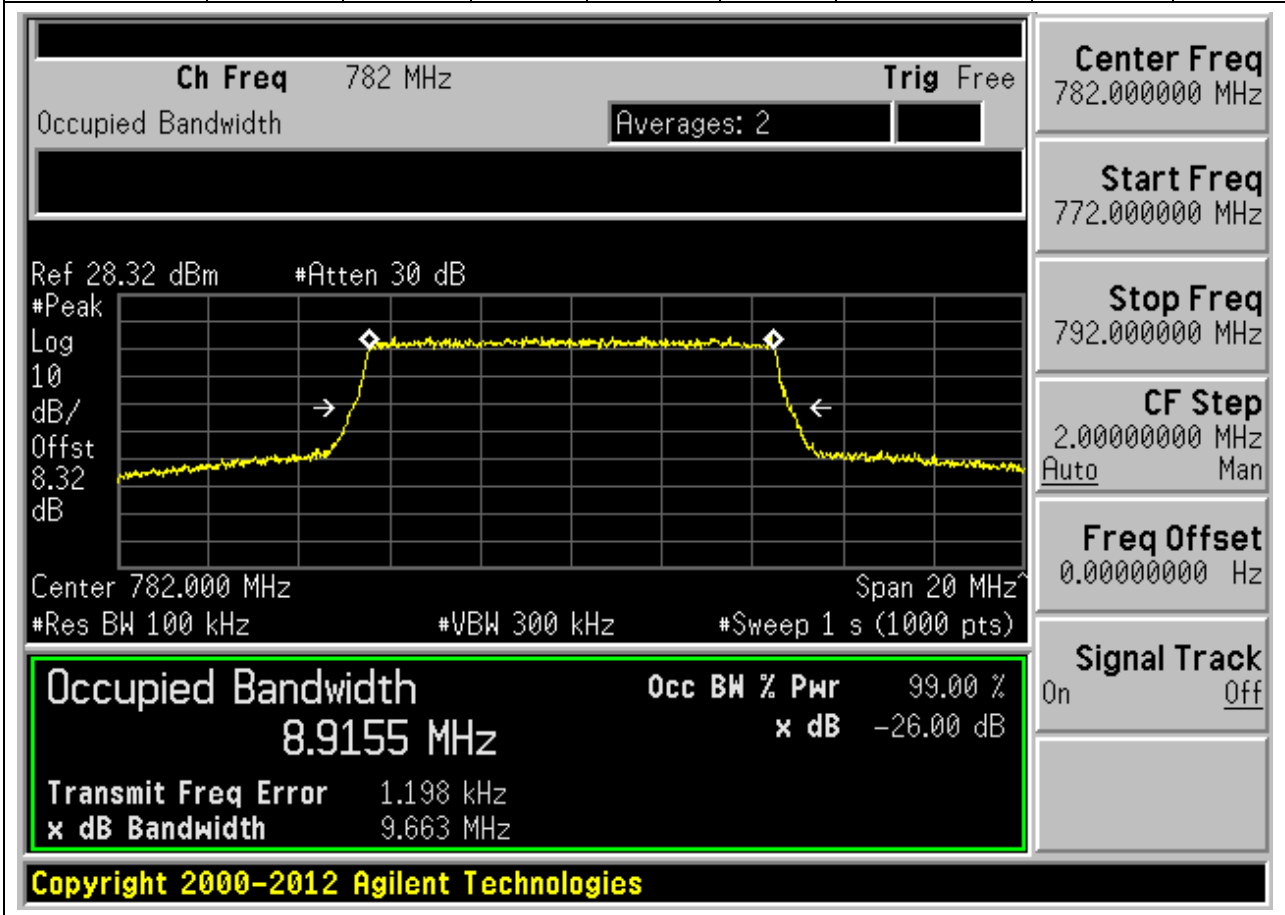 Ch Freq 782 MHz Trig Free
Occupied Bandwidth Averages: 2
Ref 28.32 dBm #Atten 30 dB
#Peak
Log
10
dB/
Offst
8.32
dB
Center 782.000 MHz Span 20 MHz^
#Res BW 100 kHz #VBW 300 kHz #Sweep 1 s (1000 pts)
Occupied Bandwidth Occ BW % Pwr 99.00 %
8.9155 MHz x dB -26.00 dB
Transmit Freq Error 1.198 kHz
x dB Bandwidth 9.663 MHz
Center Freq
782.000000 MHz
Start Freq
772.000000 MHz
Stop Freq
792.000000 MHz
CF Step
2.00000000 MHz
Auto Man
Freq Offset
0.00000000 Hz
Signal Track
On Off
Copyright 2000-2012 Agilent Technologies